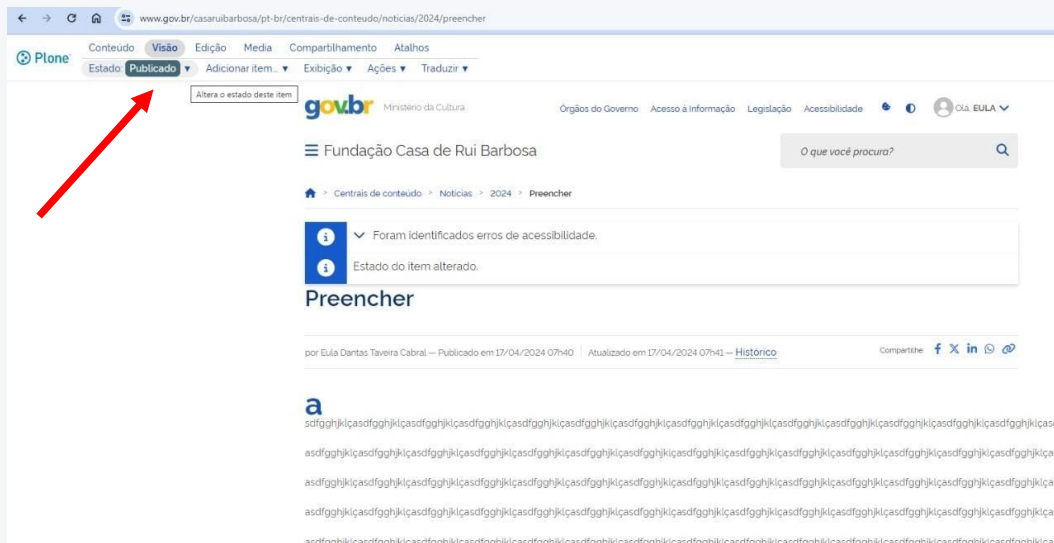 www.gov.br/casaruibarbosa/pt-br/centrais-de-conteudo/noticias/2024/preencher
Plone
Conteúdo Visão Edição Media Compartilhamento Atalhos
Estado: Publicado ▾ Adicionar item… ▾ Exibição ▾ Ações ▾ Traduzir ▾
Altera o estado deste item
gov.br Ministério da Cultura Órgãos do Governo Acesso à Informação Legislação Acessibilidade Olá, EULA
Fundação Casa de Rui Barbosa O que você procura?
> Centrais de conteúdo > Notícias > 2024 > Preencher
Foram identificados erros de acessibilidade.
Estado do item alterado.
Preencher
por Eula Dantas Taveira Cabral — Publicado em 17/04/2024 07h40 Atualizado em 17/04/2024 07h41 — Histórico Compartilhe:
a